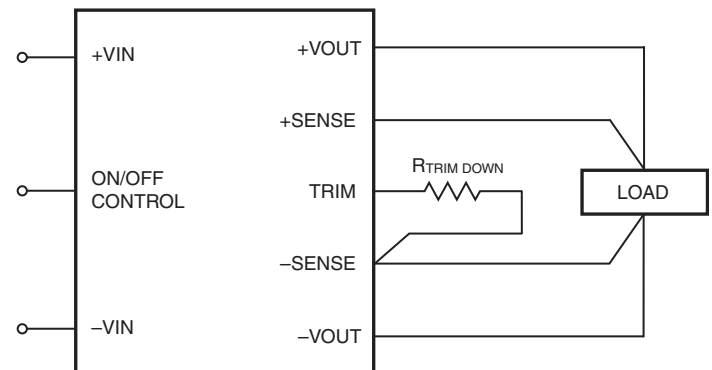 +VIN
+VOUT
+SENSE
ON/OFF
CONTROL
TRIM
RTRIM DOWN
LOAD
–SENSE
–VIN
–VOUT